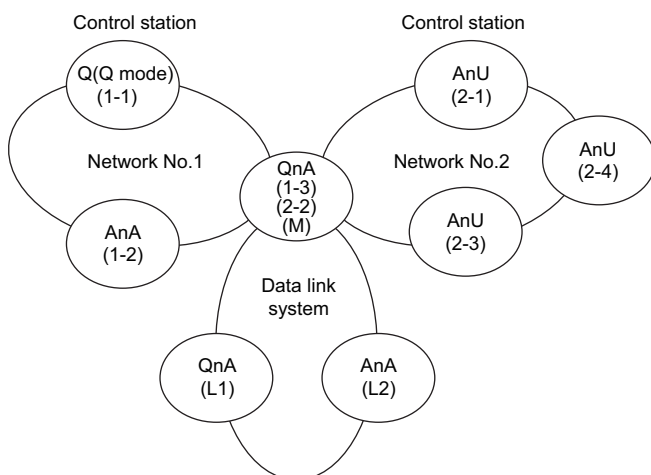 Control station
Control station
Q(Q mode)
(1-1)
AnU
(2-1)
Network No.1
Network No.2
AnU
(2-4)
QnA
(1-3)
(2-2)
(M)
AnA
(1-2)
AnU
(2-3)
Data link
system
QnA
(L1)
AnA
(L2)